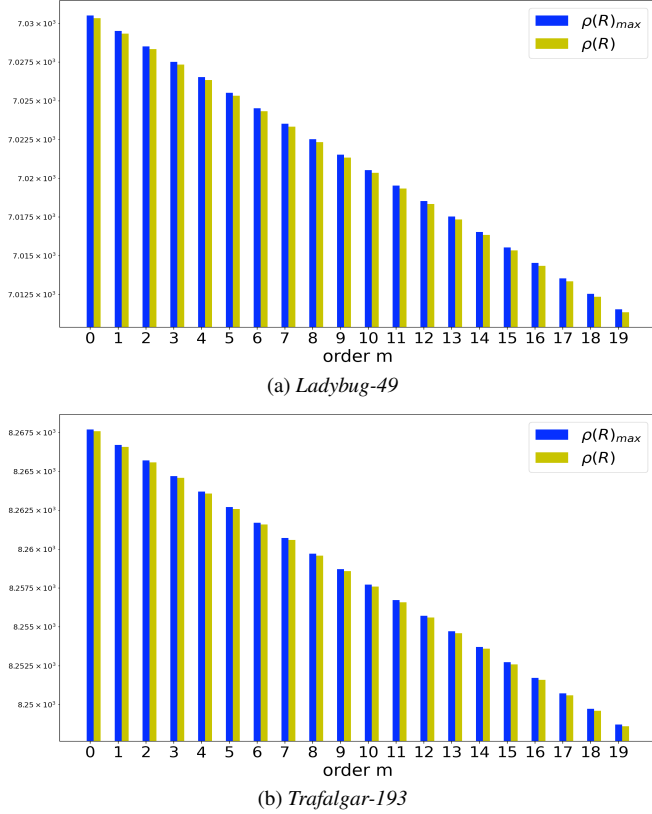 7.03 × 10³
7.0275 × 10³
7.025 × 10³
7.0225 × 10³
7.02 × 10³
7.0175 × 10³
7.015 × 10³
7.0125 × 10³
ρ(R)max
ρ(R)
0 1 2 3 4 5 6 7 8 9 10 11 12 13 14 15 16 17 18 19
order m
(a) Ladybug-49
8.2675 × 10³
8.265 × 10³
8.2625 × 10³
8.26 × 10³
8.2575 × 10³
8.255 × 10³
8.2525 × 10³
8.25 × 10³
ρ(R)max
ρ(R)
0 1 2 3 4 5 6 7 8 9 10 11 12 13 14 15 16 17 18 19
order m
(b) Trafalgar-193